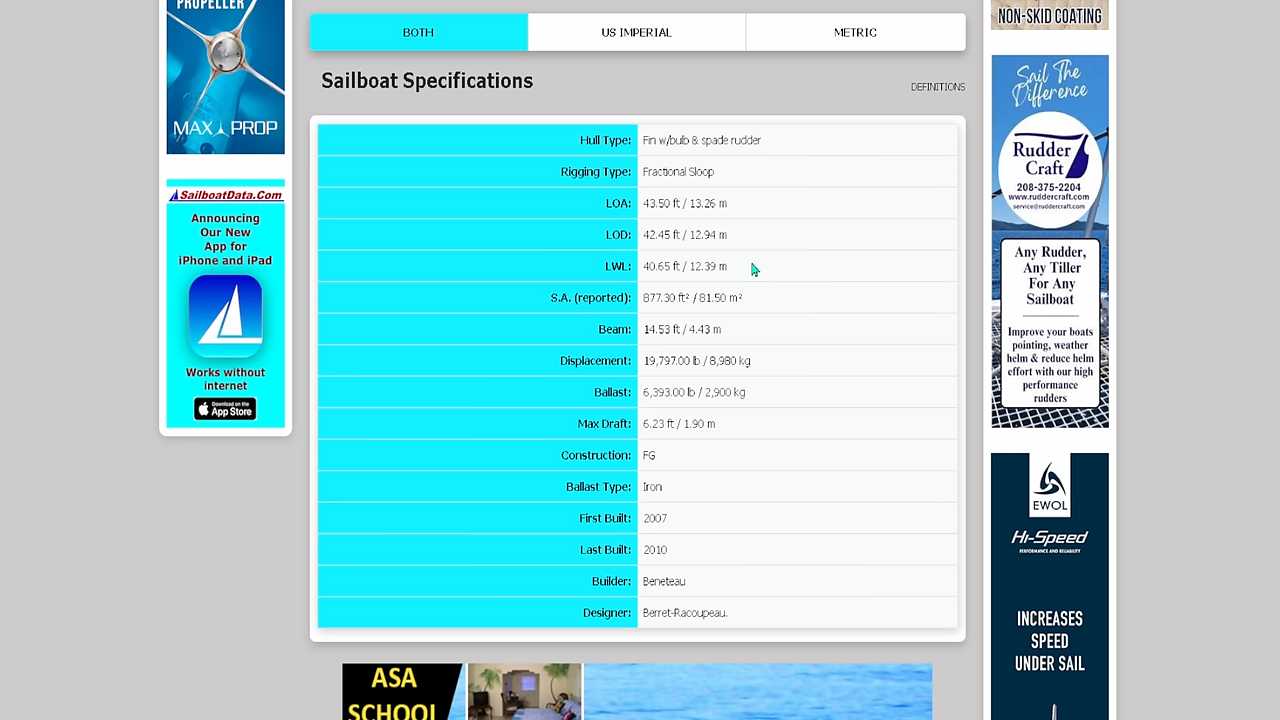 PROPELLER
MAX PROP
SailboatData.Com
Announcing
Our New
App for
iPhone and iPad
Works without
internet
Download on the
App Store
BOTH
US IMPERIAL
METRIC
Sailboat Specifications
DEFINITIONS
Hull Type: Fin w/bulb & spade rudder
Rigging Type: Fractional Sloop
LOA: 43.50 ft / 13.26 m
LOD: 42.45 ft / 12.94 m
LWL: 40.65 ft / 12.39 m
S.A. (reported): 877.30 ft² / 81.50 m²
Beam: 14.53 ft / 4.43 m
Displacement: 19,797.00 lb / 8,980 kg
Ballast: 6,393.00 lb / 2,900 kg
Max Draft: 6.23 ft / 1.90 m
Construction: FG
Ballast Type: Iron
First Built: 2007
Last Built: 2010
Builder: Beneteau
Designer: Berret-Racoupeau.
ASA
SCHOOL
NON-SKID COATING
Sail The
Difference
Rudder
Craft
208-375-2204
www.ruddercraft.com
service@ruddercraft.com
Any Rudder,
Any Tiller
For Any
Sailboat
Improve your boats
pointing, weather
helm & reduce helm
effort with our high
performance
rudders
EWOL
Hi-Speed
PERFORMANCE AND RELIABILITY
INCREASES
SPEED
UNDER SAIL